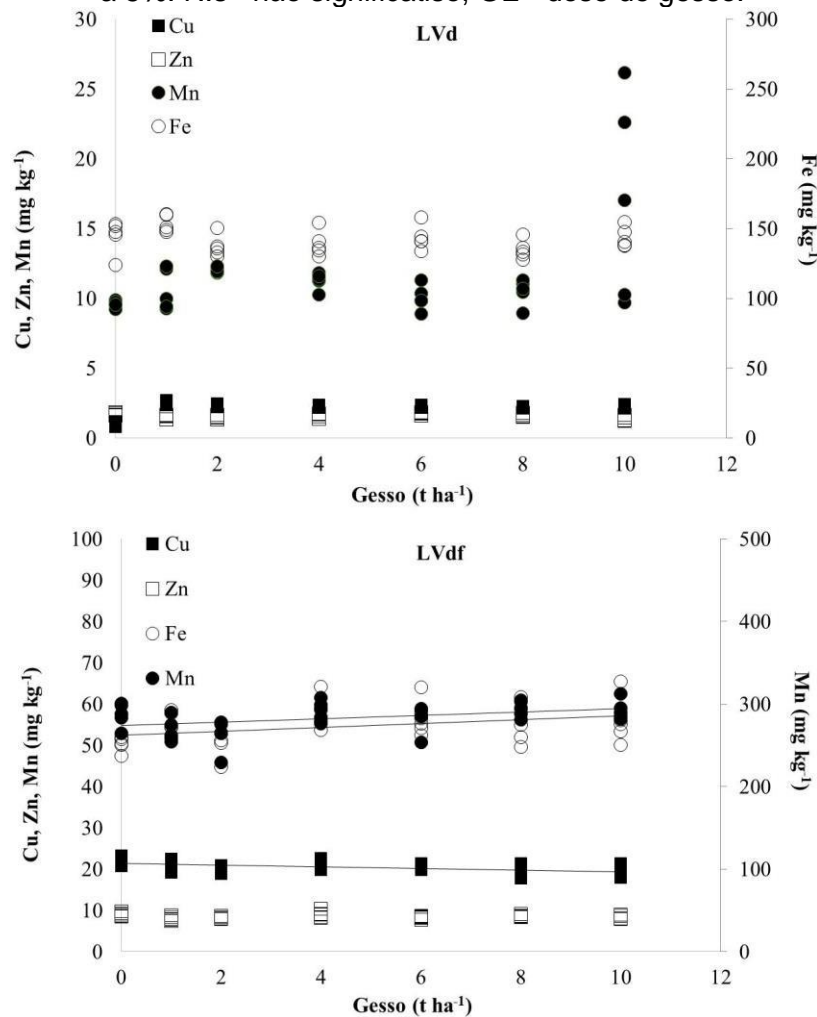 LVd
Cu
Zn
Mn
Fe
30
25
20
15
10
5
0
Cu, Zn, Mn (mg kg-1)
300
250
200
150
100
50
0
Fe (mg kg-1)
0 2 4 6 8 10 12
Gesso (t ha-1)
LVdf
Cu
Zn
Fe
Mn
100
90
80
70
60
50
40
30
20
10
0
Cu, Zn, Mn (mg kg-1)
500
400
300
200
100
0
Mn (mg kg-1)
0 2 4 6 8 10 12
Gesso (t ha-1)